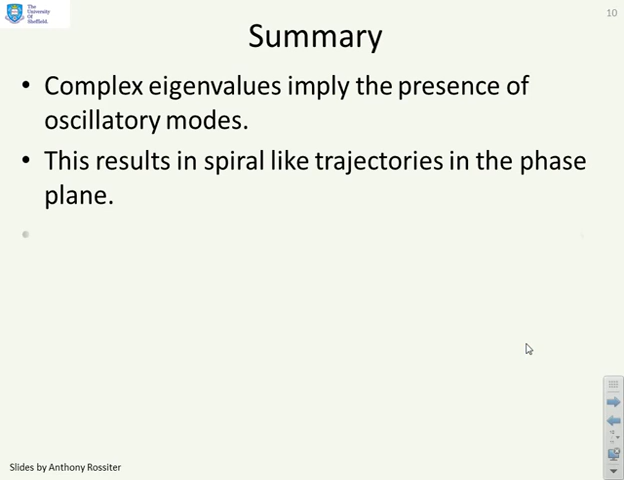 The
University
Of
Sheffield.
10
Summary
• Complex eigenvalues imply the presence of
oscillatory modes.
• This results in spiral like trajectories in the phase
plane.
Slides by Anthony Rossiter